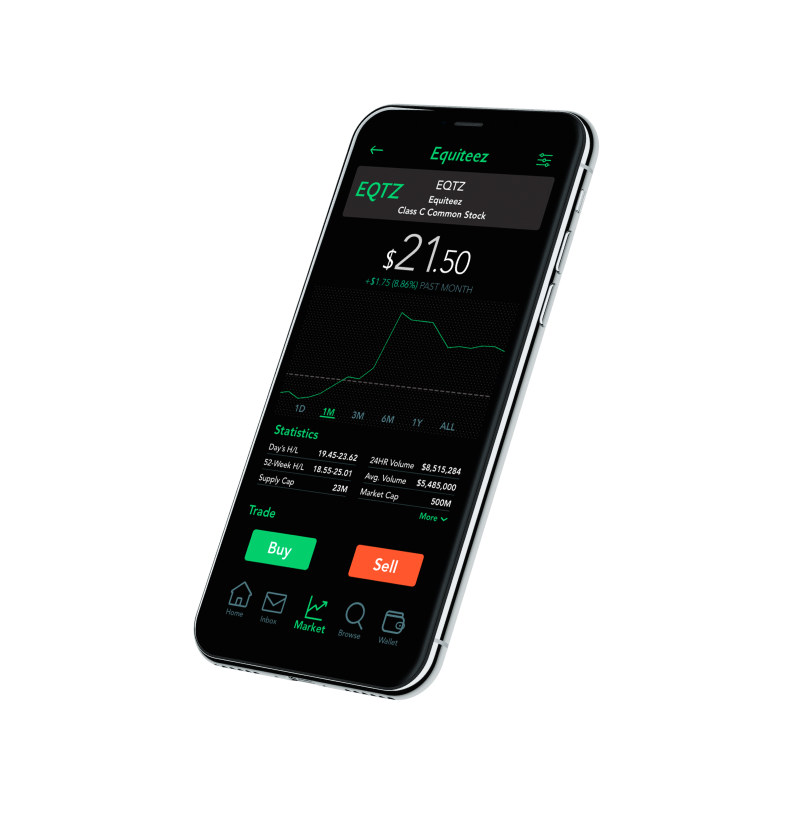 Equiteez
EQTZ
EQTZ
Equiteez
Class C Common Stock
$21.50
+$1.75 (8.86%) PAST MONTH
1D 1M 3M 6M 1Y ALL
Statistics
Day's H/L 19.45-23.62
52-Week H/L 18.55-25.01
Supply Cap 23M
24HR Volume $8,515,284
Avg. Volume $5,485,000
Market Cap 500M
More
Trade
Buy
Sell
Home
Inbox
Market
Browse
Wallet